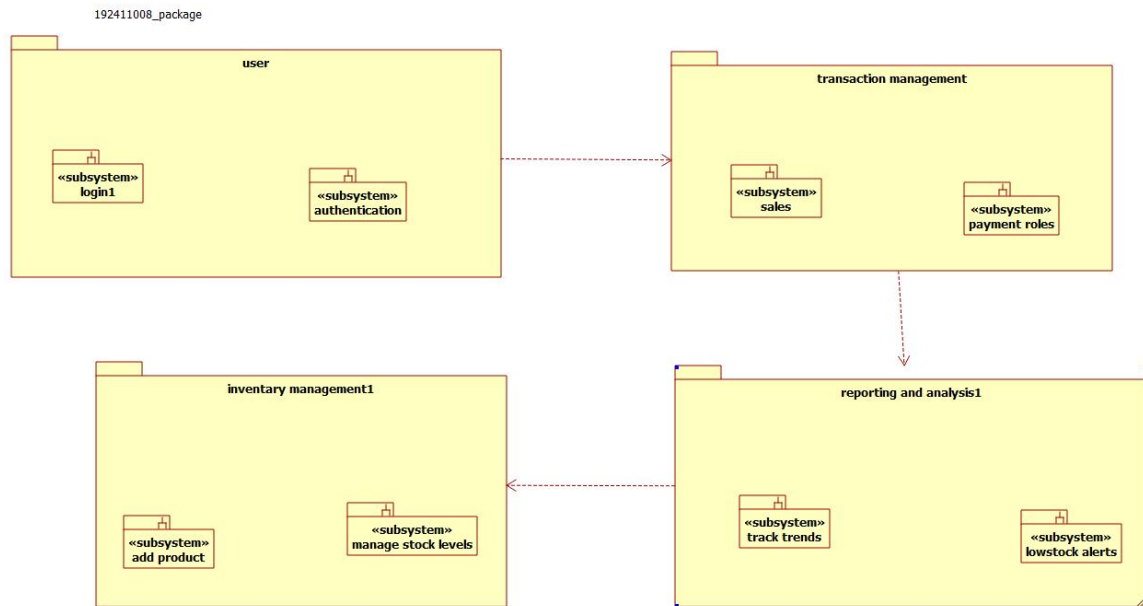 192411008_package
user
«subsystem»
login1
«subsystem»
authentication
transaction management
«subsystem»
sales
«subsystem»
payment roles
inventary management1
«subsystem»
add product
«subsystem»
manage stock levels
reporting and analysis1
«subsystem»
track trends
«subsystem»
lowstock alerts